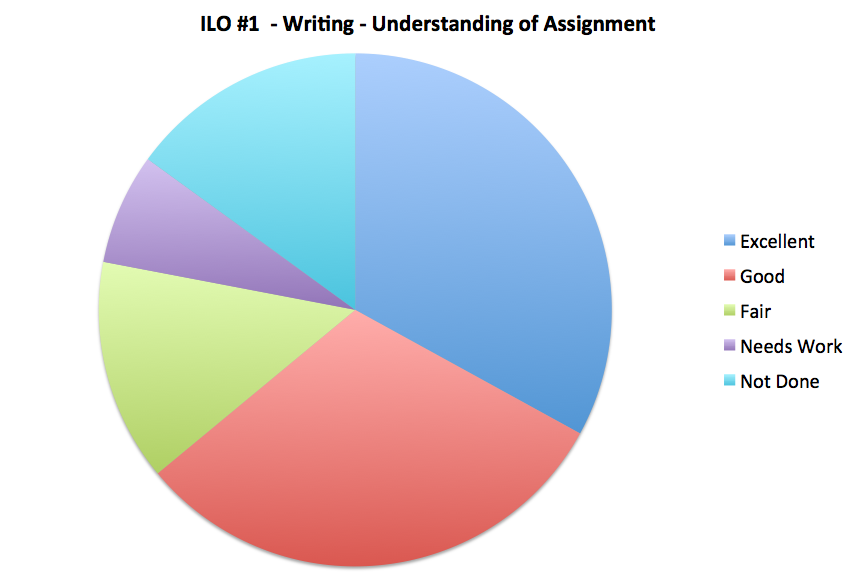 ILO #1  - Writing - Understanding of Assignment
Excellent
Good
Fair
Needs Work
Not Done